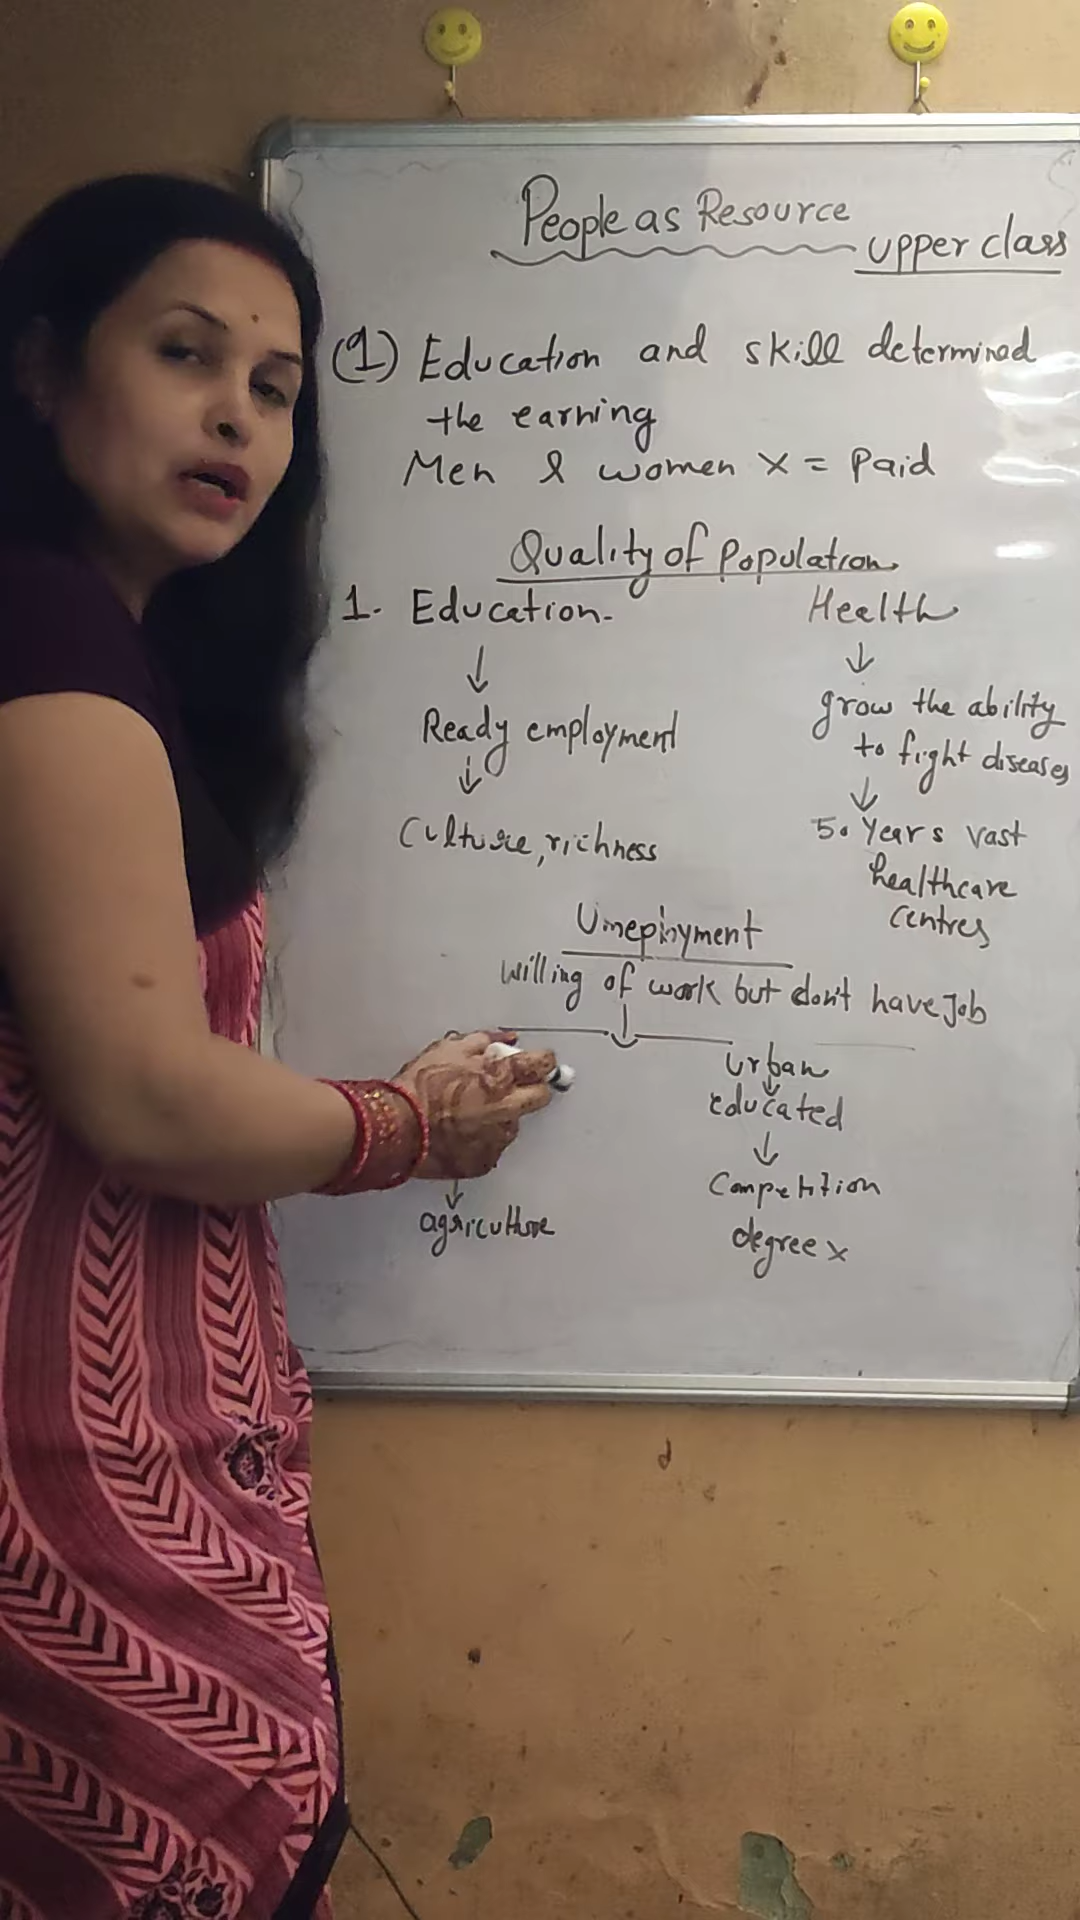 People as Resource
upper class
(1) Education and skill determined
the earning
Men & women x = paid
Quality of Population
1. Education.
Health
↓
↓
Ready employment
grow the ability
to fight diseases
↓
↓
Culture, richness
50 Years vast
healthcare
centres
Uneployment
willing of work but don't have Job
↓
urban
↓
educated
↓
↓
Competition
agriculture
degree x